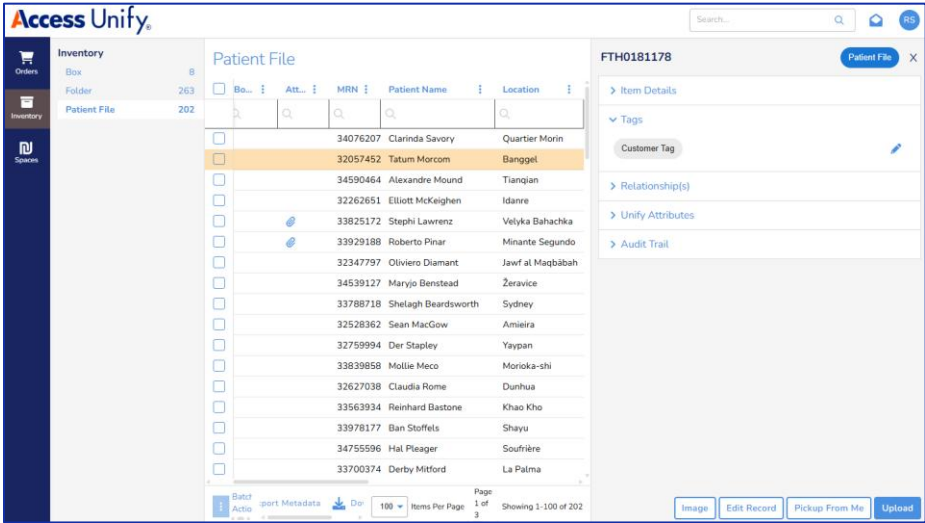 Access Unify®
Search...
RS
Orders
Inventory
Spaces
Inventory
Box 8
Folder 263
Patient File 202
Patient File
Bo... Att... MRN Patient Name Location
34076207 Clarinda Savory Quartier Morin
32057452 Tatum Morcom Banggel
34590464 Alexandre Mound Tianqian
32262651 Elliott McKeighen Idanre
33825172 Stephi Lawrenz Velyka Bahachka
33929188 Roberto Pinar Minante Segundo
32347797 Oliviero Diamant Jawf al Maqbābah
34539127 Maryjo Benstead Žeravice
33788718 Shelagh Beardsworth Sydney
32528362 Sean MacGow Amieira
32759994 Der Stapley Yaypan
33839858 Mollie Meco Morioka-shi
32627038 Claudia Rome Dunhua
33563934 Reinhard Bastone Khao Kho
33978177 Ban Stoffels Shayu
34755596 Hal Pleager Soufrière
33700374 Derby Mitford La Palma
Batch
Actio
port Metadata
Do
100 Items Per Page
Page
1 of
3
Showing 1-100 of 202
FTH0181178 Patient File X
Item Details
Tags
Customer Tag
Relationship(s)
Unify Attributes
Audit Trail
Image Edit Record Pickup From Me Upload